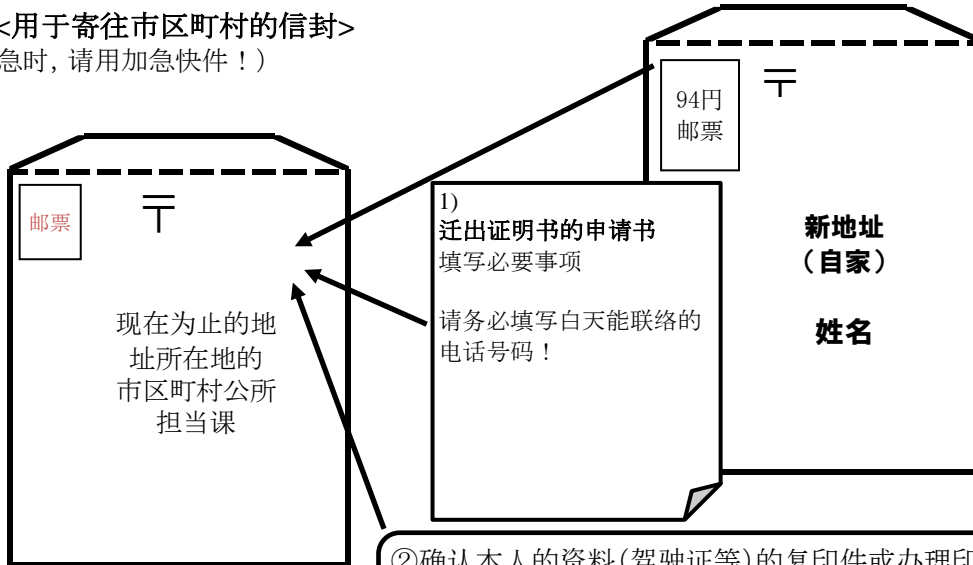 <用于寄往市区町村的信封>
急时,请用加急快件！）
邮票
〒
现在为止的地
址所在地的
市区町村公所
担当课
1)
迁出证明书的申请书
填写必要事项
请务必填写白天能联络的
电话号码！
94円
邮票
〒
新地址
（自家）
姓名
②确认本人的资料(驾驶证等)的复印件或办理印